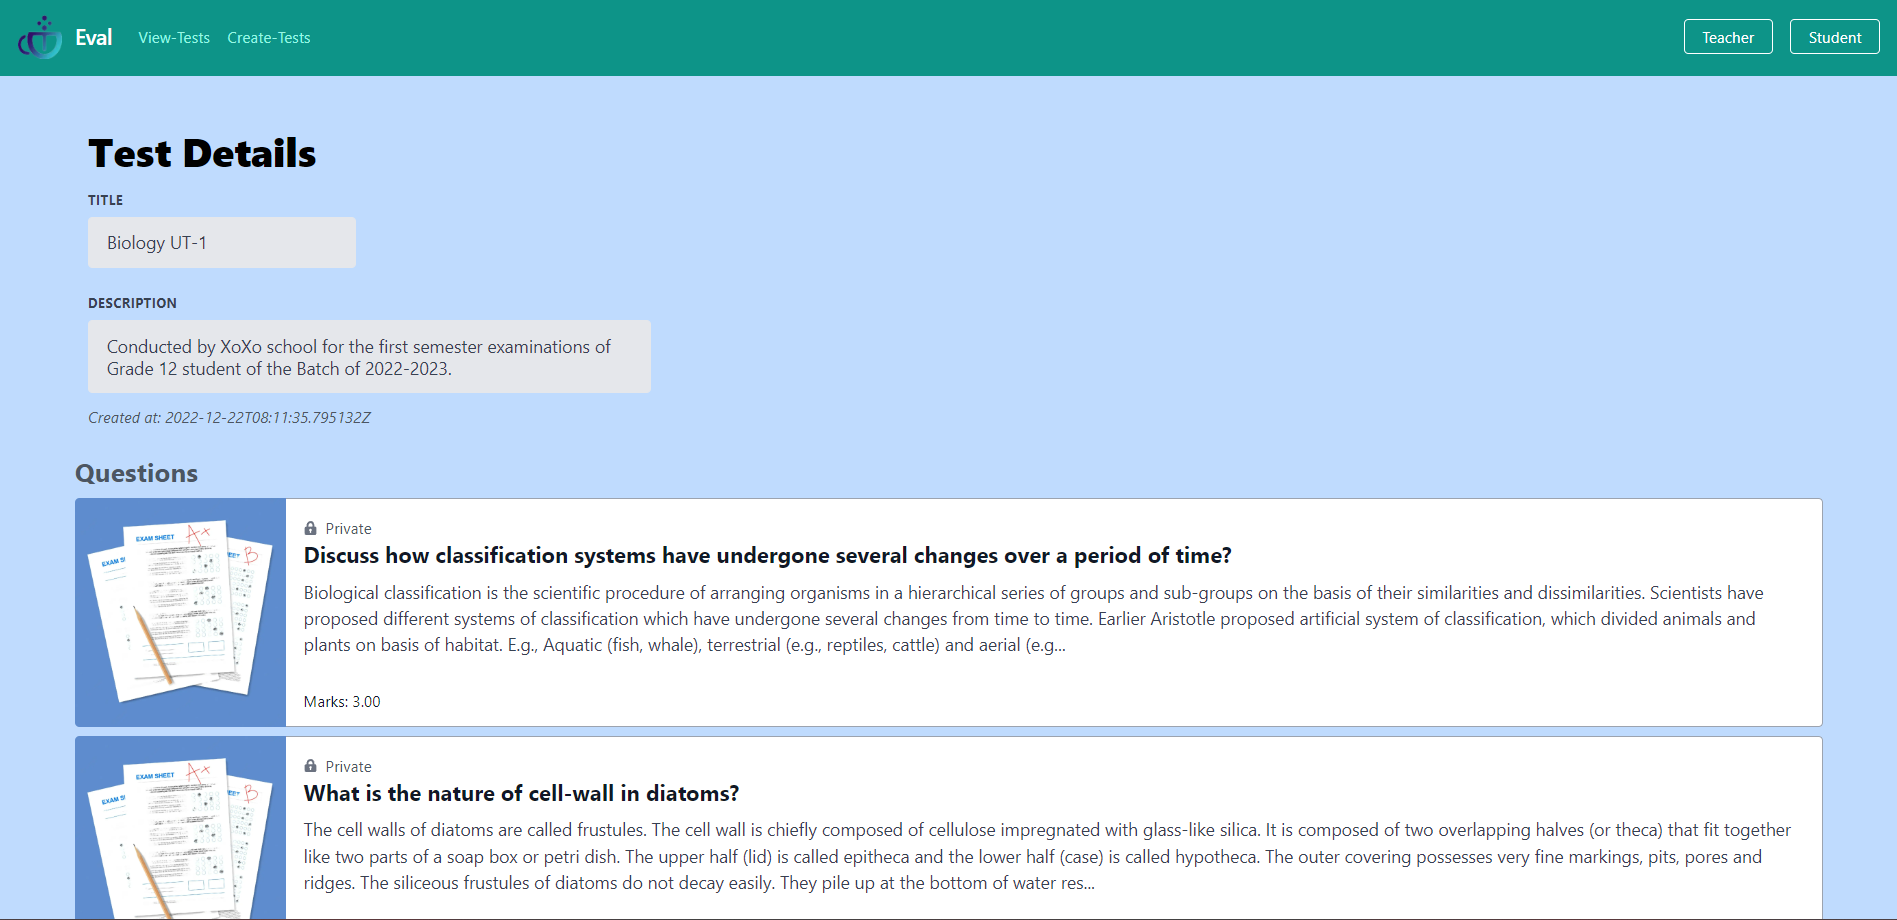 Eval View-Tests Create-Tests Teacher Student
Test Details
TITLE
Biology UT-1
DESCRIPTION
Conducted by XoXo school for the first semester examinations of
Grade 12 student of the Batch of 2022-2023.
Created at: 2022-12-22T08:11:35.795132Z
Questions
EXAM SHEET
A+
B
Private
Discuss how classification systems have undergone several changes over a period of time?
Biological classification is the scientific procedure of arranging organisms in a hierarchical series of groups and sub-groups on the basis of their similarities and dissimilarities. Scientists have
proposed different systems of classification which have undergone several changes from time to time. Earlier Aristotle proposed artificial system of classification, which divided animals and
plants on basis of habitat. E.g., Aquatic (fish, whale), terrestrial (e.g., reptiles, cattle) and aerial (e.g...
Marks: 3.00
EXAM SHEET
A+
B
Private
What is the nature of cell-wall in diatoms?
The cell walls of diatoms are called frustules. The cell wall is chiefly composed of cellulose impregnated with glass-like silica. It is composed of two overlapping halves (or theca) that fit together
like two parts of a soap box or petri dish. The upper half (lid) is called epitheca and the lower half (case) is called hypotheca. The outer covering possesses very fine markings, pits, pores and
ridges. The siliceous frustules of diatoms do not decay easily. They pile up at the bottom of water res...